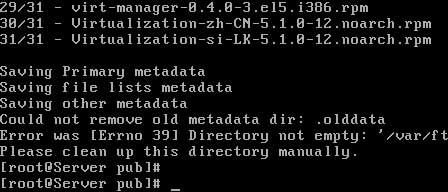 29/31 - virt-manager-0.4.0-3.el5.i386.rpm
30/31 - Virtualization-zh-CN-5.1.0-12.noarch.rpm
31/31 - Virtualization-si-LK-5.1.0-12.noarch.rpm
Saving Primary metadata
Saving file lists metadata
Saving other metadata
Could not remove old metadata dir: .olddata
Error was [Errno 39] Directory not empty: '/var/ft
Please clean up this directory manually.
[root@Server pub]#
[root@Server pub]# _